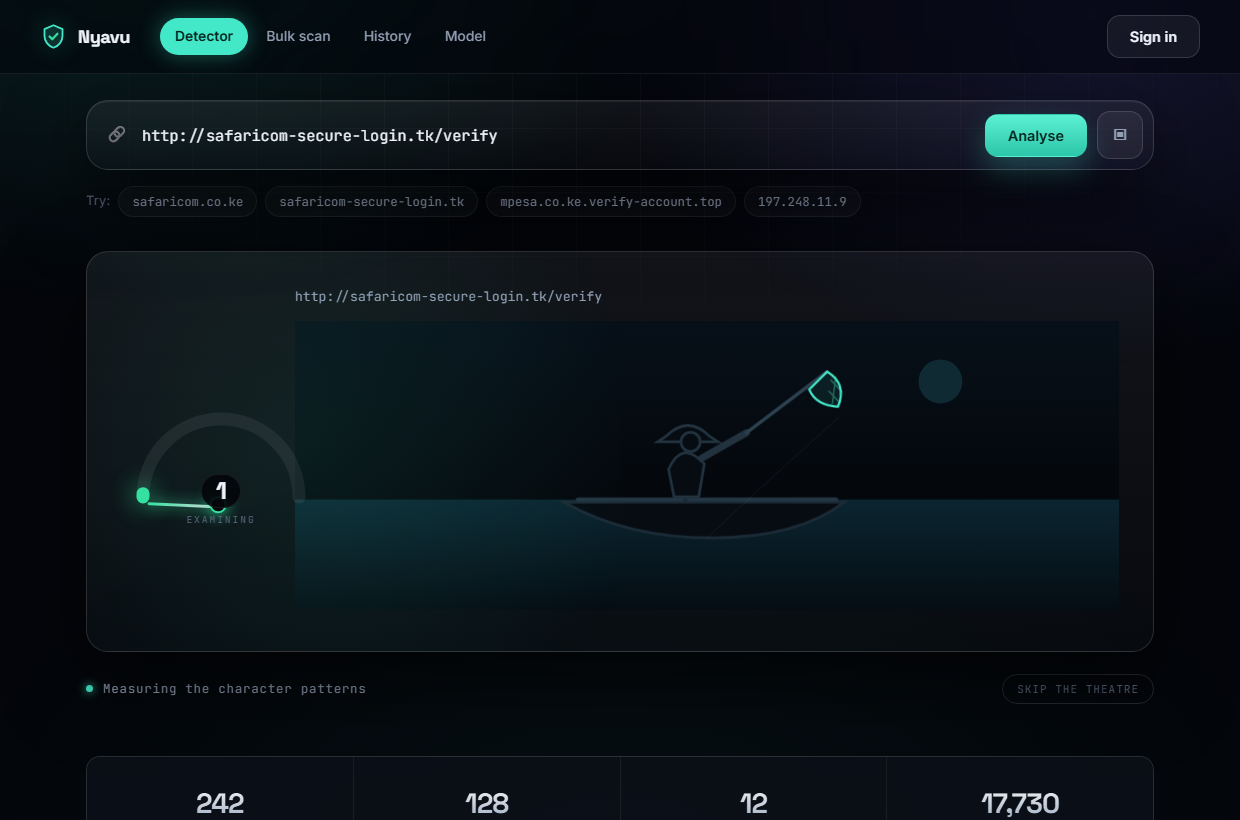 Nyavu
Detector
Bulk scan
History
Model
Sign in
http://safaricom-secure-login.tk/verify
Analyse
Try:
safaricom.co.ke
safaricom-secure-login.tk
mpesa.co.ke.verify-account.top
197.248.11.9
http://safaricom-secure-login.tk/verify
1
EXAMINING
Measuring the character patterns
SKIP THE THEATRE
242
128
12
17,730